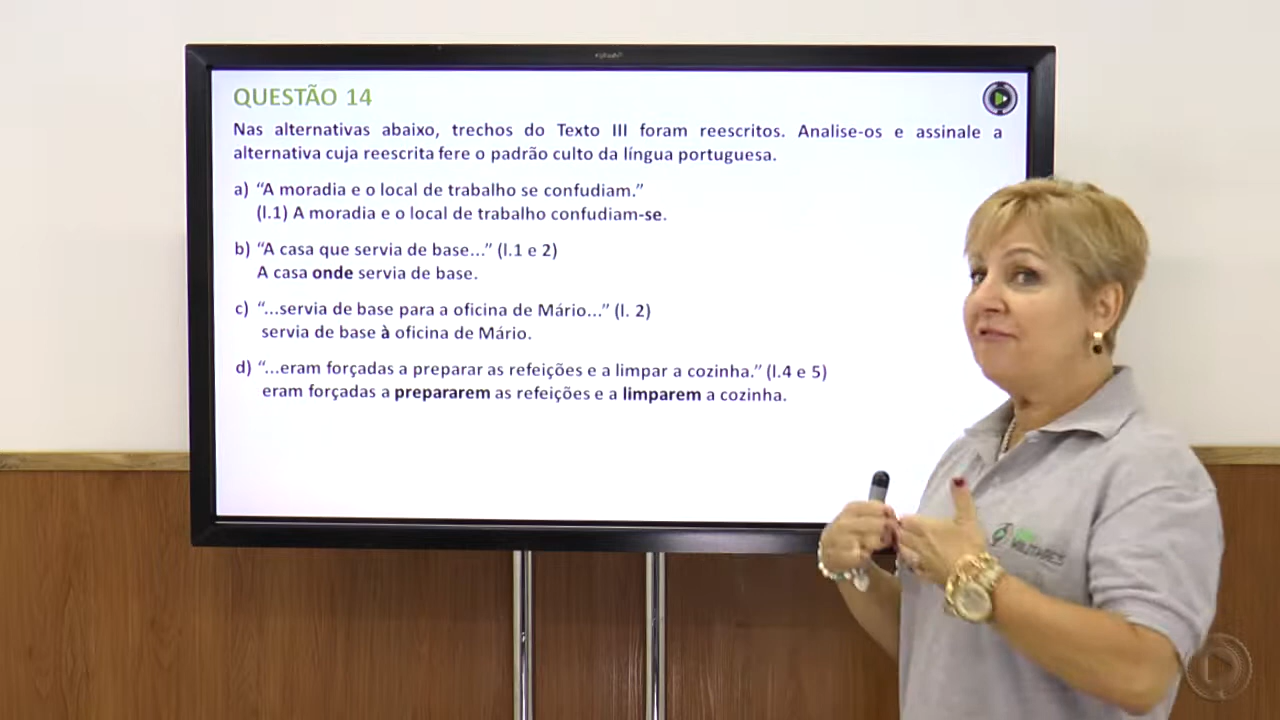 QUESTÃO 14
Nas alternativas abaixo, trechos do Texto III foram reescritos. Analise-os e assinale a
alternativa cuja reescrita fere o padrão culto da língua portuguesa.
a) “A moradia e o local de trabalho se confudiam.”
(l.1) A moradia e o local de trabalho confudiam-se.
b) “A casa que servia de base...” (l.1 e 2)
A casa onde servia de base.
c) “...servia de base para a oficina de Mário...” (l. 2)
servia de base à oficina de Mário.
d) “...eram forçadas a preparar as refeições e a limpar a cozinha.” (l.4 e 5)
eram forçadas a prepararem as refeições e a limparem a cozinha.
MILITARES